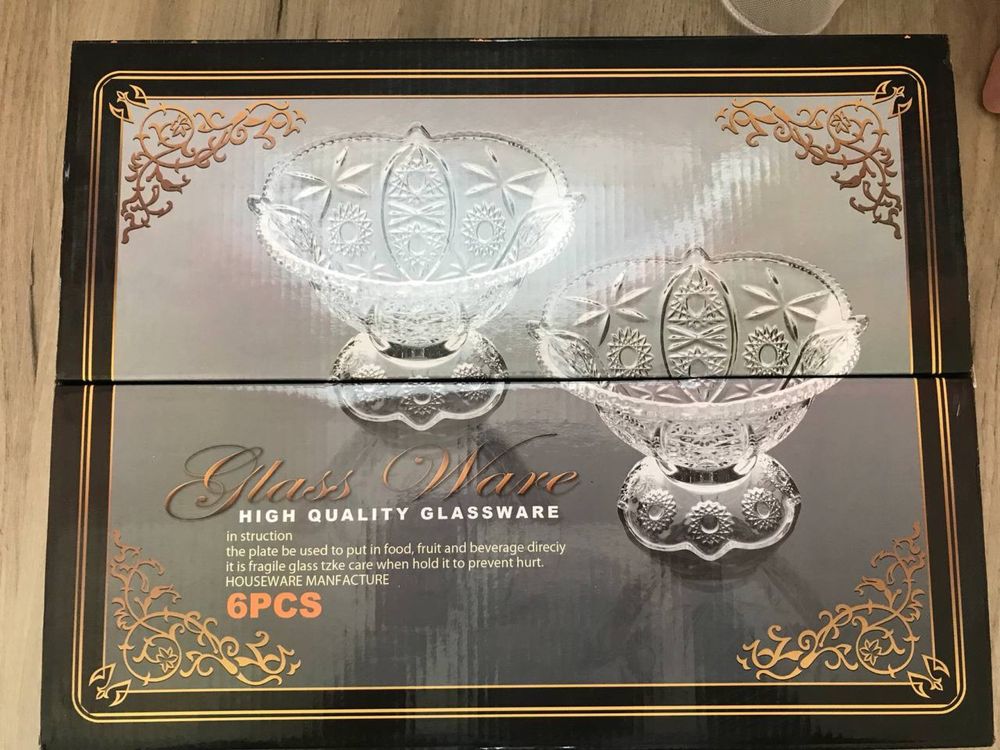 Glass Ware
HIGH QUALITY GLASSWARE
in struction
the plate be used to put in food, fruit and beverage direciy
it is fragile glass tzke care when hold it to prevent hurt.
HOUSEWARE MANFACTURE
6PCS